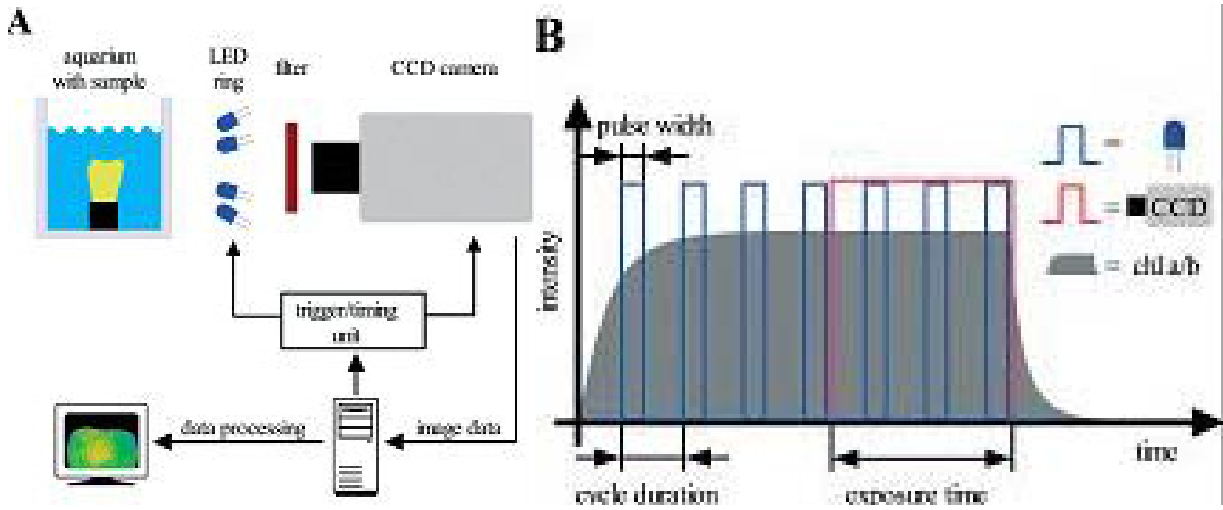 A
aquarium
with sample
LED
ring
filter
CCD camera
trigger/timing
unit
data processing
image data
B
pulse width
intensity
=
= CCD
= chl a/b
time
cycle duration
exposure time